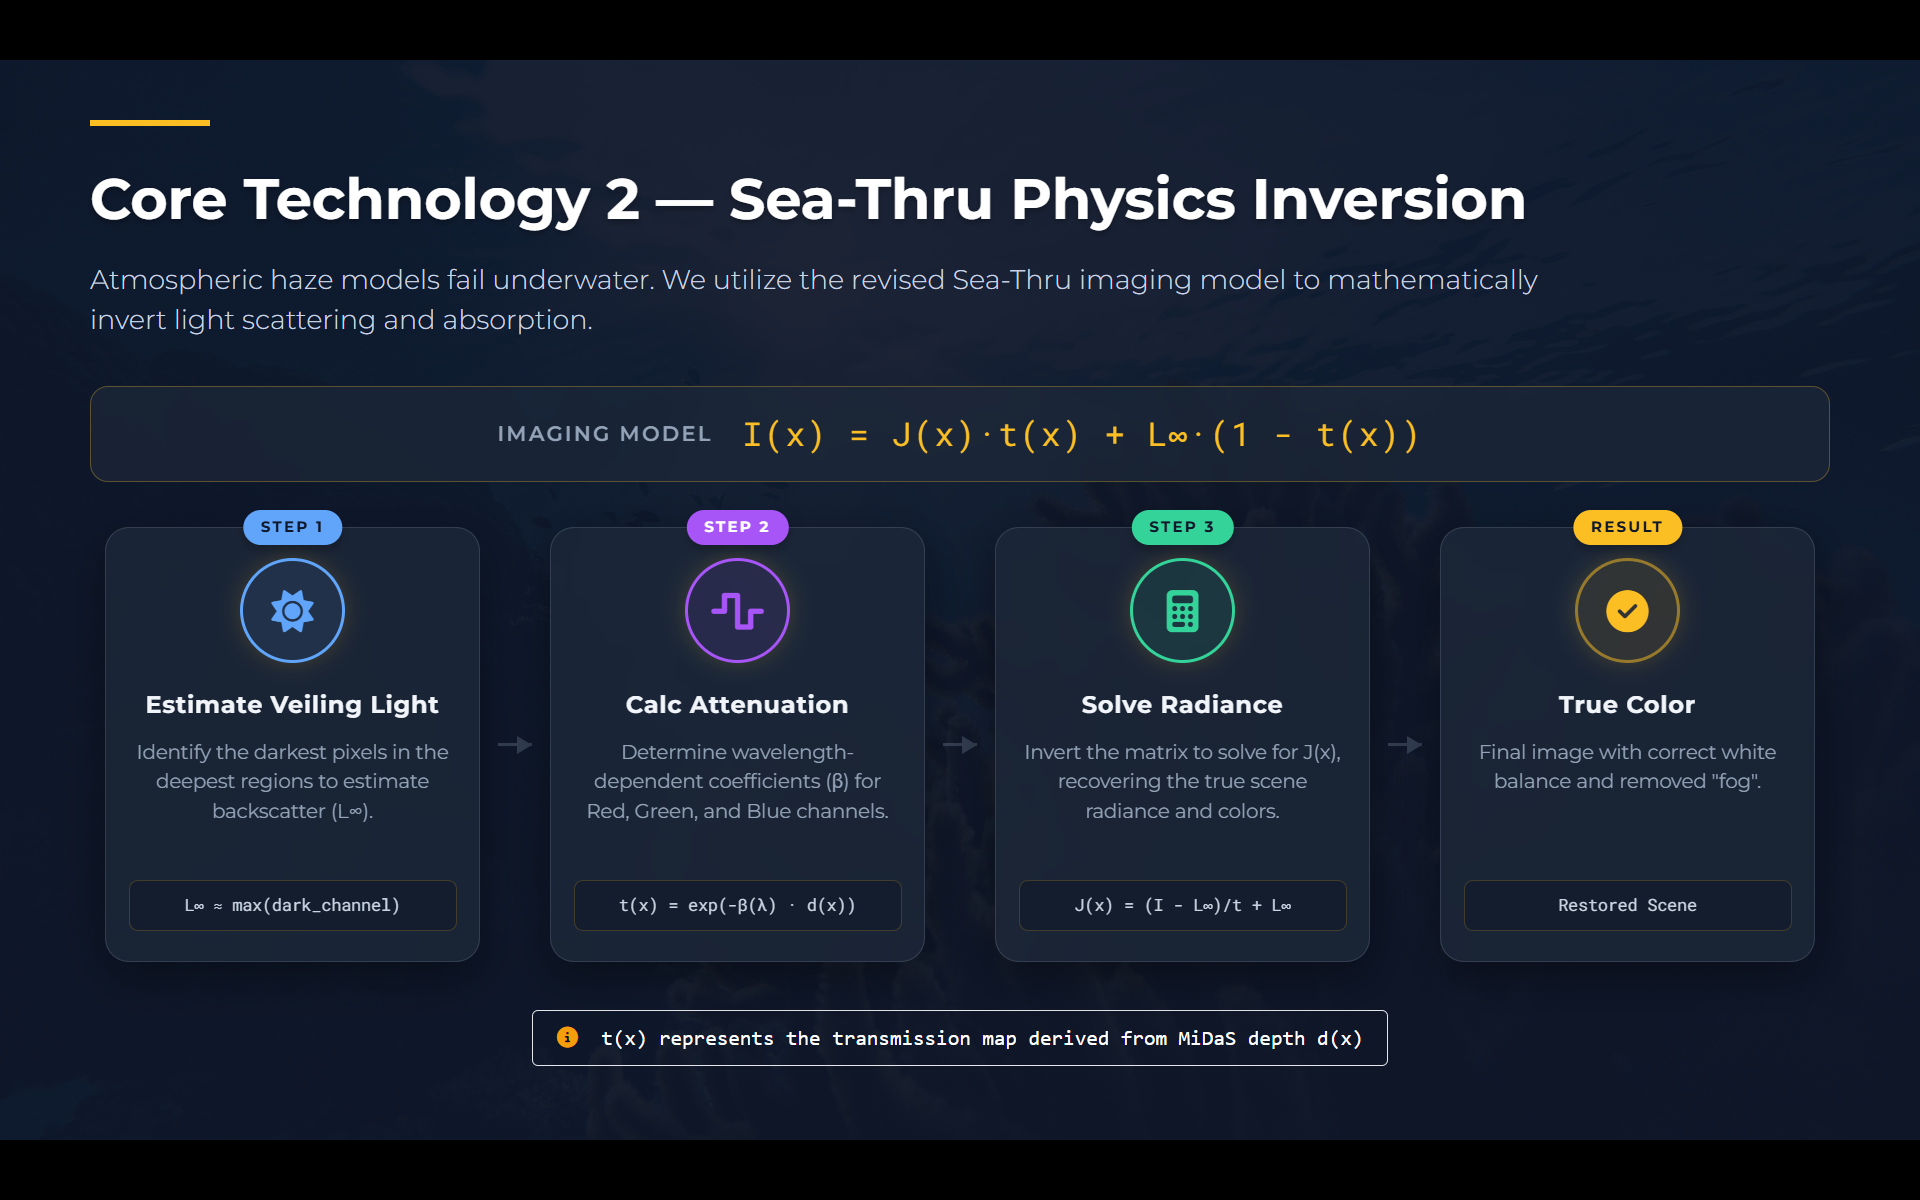 Core Technology 2 — Sea-Thru Physics Inversion
Atmospheric haze models fail underwater. We utilize the revised Sea-Thru imaging model to mathematically
invert light scattering and absorption.
IMAGING MODEL I(x) = J(x)·t(x) + L∞·(1 - t(x))
STEP 1
Estimate Veiling Light
Identify the darkest pixels in the
deepest regions to estimate
backscatter (L∞).
L∞ ≈ max(dark_channel)
STEP 2
Calc Attenuation
Determine wavelength-
dependent coefficients (β) for
Red, Green, and Blue channels.
t(x) = exp(-β(λ) · d(x))
STEP 3
Solve Radiance
Invert the matrix to solve for J(x),
recovering the true scene
radiance and colors.
J(x) = (I - L∞)/t + L∞
RESULT
True Color
Final image with correct white
balance and removed "fog".
Restored Scene
t(x) represents the transmission map derived from MiDaS depth d(x)